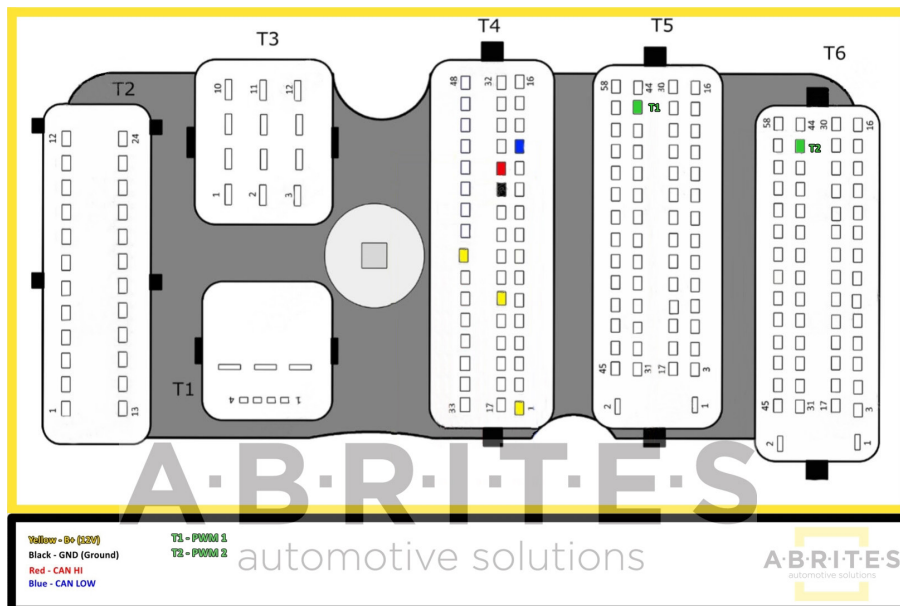 T3
T4
T5
T6
T2
T1
10 11 12
1 2 3
12 24
1 13
4 1
48 32 16
33 17 1
58 44 30 16
T1
45 31 17 3
2 1
58 44 30 16
T2
45 31 17 3
2 1
A·B·R·I·T·E·S
automotive solutions
Yellow - B+ (12V)
Black - GND (Ground)
Red - CAN HI
Blue - CAN LOW
T1 - PWM 1
T2 - PWM 2
A·BRITES
automotive solutions